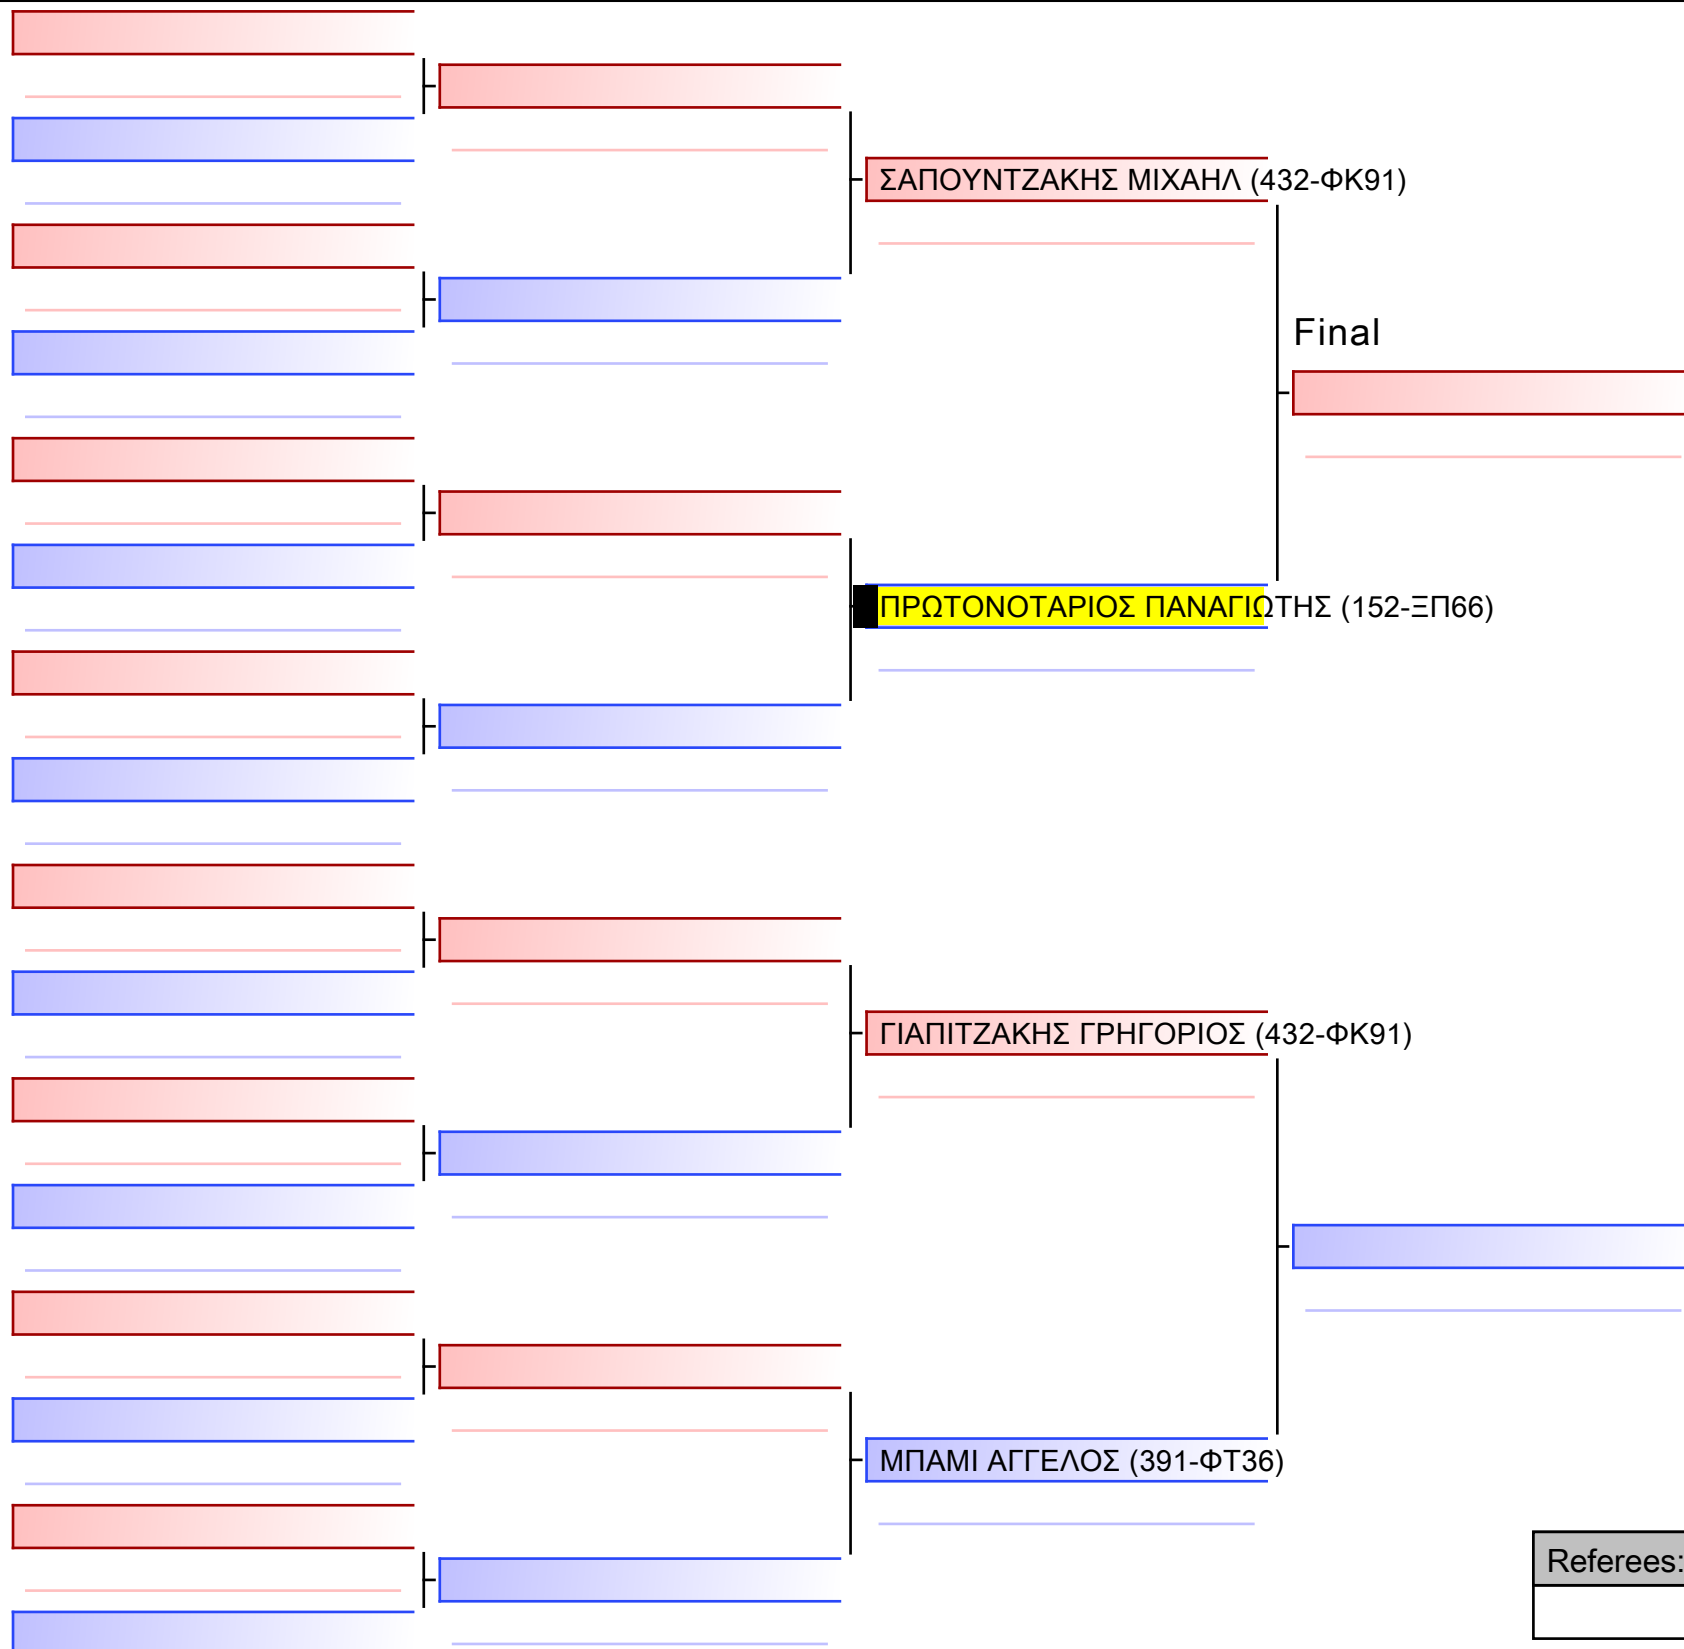 ΣΑΠΟΥΝΤΖΑΚΗΣ ΜΙΧΑΗΛ (432-ΦΚ91)
Final
ΠΡΩΤΟΝΟΤΑΡΙΟΣ ΠΑΝΑΓΙΩΤΗΣ (152-ΞΠ66)
ΓΙΑΠΙΤΖΑΚΗΣ ΓΡΗΓΟΡΙΟΣ (432-ΦΚ91)
ΜΠΑΜΙ ΑΓΓΕΛΟΣ (391-ΦΤ36)
Referees: